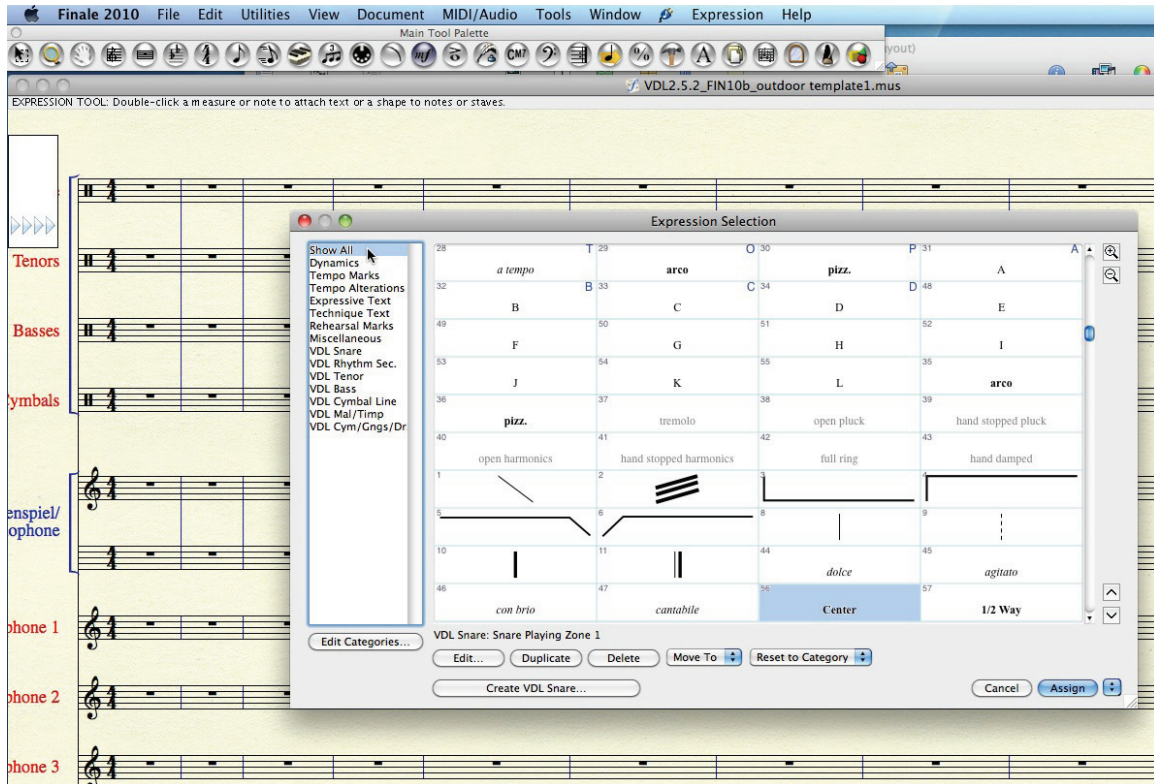 Finale 2010 File Edit Utilities View Document MIDI/Audio Tools Window Expression Help
Main Tool Palette
mf CM7 % A
yout)
VDL2.5.2_FIN10b_outdoor template1.mus
EXPRESSION TOOL: Double-click a measure or note to attach text or a shape to notes or staves.
Tenors
Basses
Cymbals
enspiel/
ophone
phone 1
phone 2
phone 3
Expression Selection
Show All
Dynamics
Tempo Marks
Tempo Alterations
Expressive Text
Technique Text
Rehearsal Marks
Miscellaneous
VDL Snare
VDL Rhythm Sec.
VDL Tenor
VDL Bass
VDL Cymbal Line
VDL Mal/Timp
VDL Cym/Gngs/Dr
Edit Categories...
28 T 29 O 30 P 31 A
a tempo arco pizz. A
32 B 33 C 34 D 48
B C D E
49 50 51 52
F G H I
53 54 55 35
J K L arco
36 37 38 39
pizz. tremolo open pluck hand stopped pluck
40 41 42 43
open harmonics hand stopped harmonics full ring hand damped
1 2 3 4
5 6 8 9
10 11 44 45
dolce agitato
46 47 56 57
con brio cantabile Center 1/2 Way
VDL Snare: Snare Playing Zone 1
Edit... Duplicate Delete Move To Reset to Category
Create VDL Snare... Cancel Assign